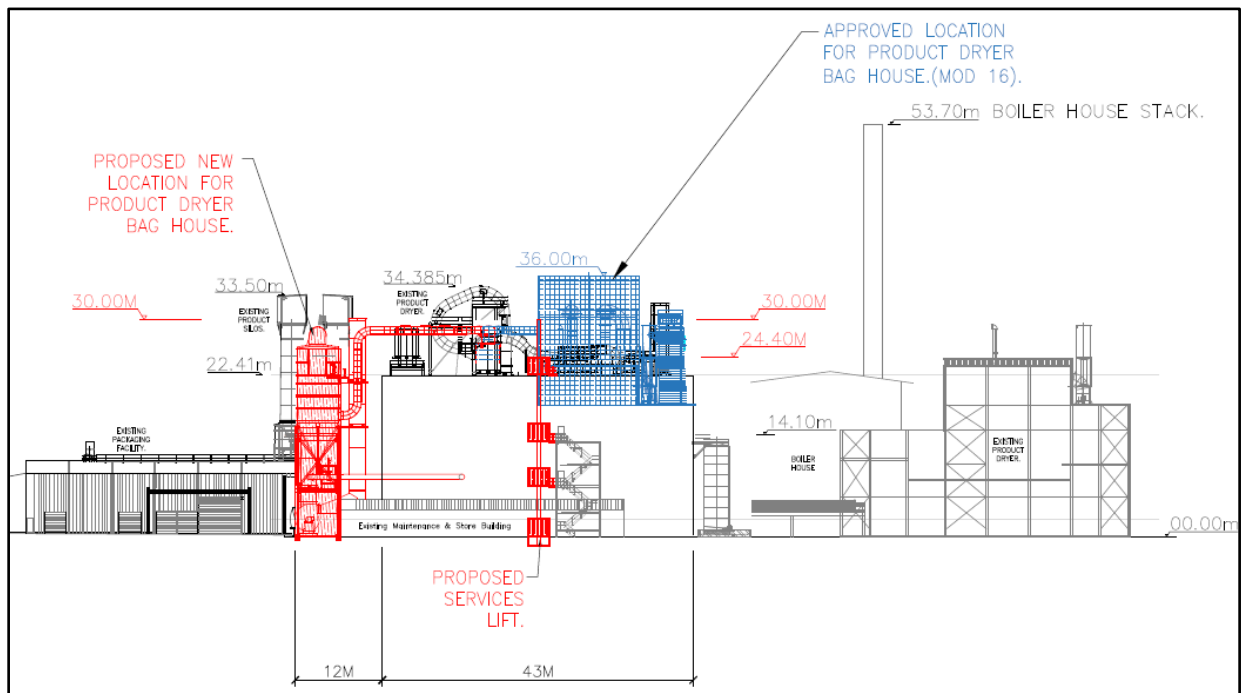 APPROVED LOCATION
FOR PRODUCT DRYER
BAG HOUSE.(MOD 16).
53.70m BOILER HOUSE STACK.
PROPOSED NEW
LOCATION FOR
PRODUCT DRYER
BAG HOUSE.
36.00m
34.385m
33.50m
30.00M
EXISTING
PRODUCT
SILOS.
EXISTING
PRODUCT
DRYER.
30.00M
24.40M
22.41m
14.10m
EXISTING
PACKAGING
FACILITY.
BOILER
HOUSE
EXISTING
PRODUCT
DRYER.
Existing Maintenance & Store Building
00.00m
PROPOSED
SERVICES
LIFT.
12M
43M